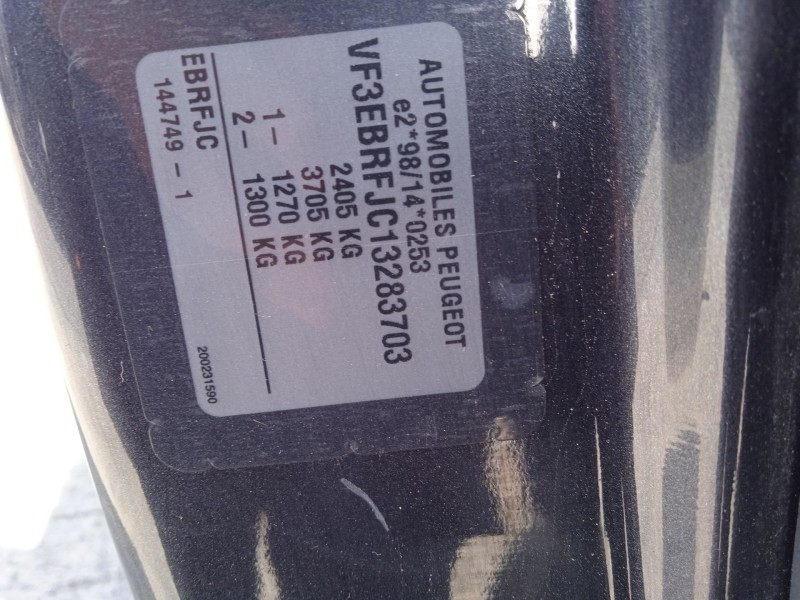 AUTOMOBILES PEUGEOT
e2*98/14*0253
VF3EBRFJC13283703
2405 KG
3705 KG
1- 1270 KG
2- 1300 KG
EBRFJC
144749 - 1
200231590